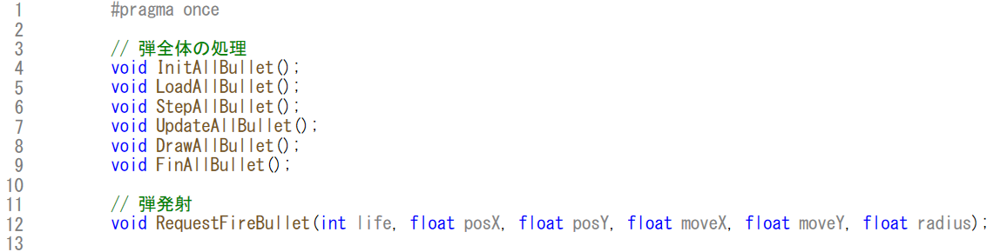 1 #pragma once
2
3 // 弾全体の処理
4 void InitAllBullet();
5 void LoadAllBullet();
6 void StepAllBullet();
7 void UpdateAllBullet();
8 void DrawAllBullet();
9 void FinAllBullet();
10
11 // 弾発射
12 void RequestFireBullet(int life, float posX, float posY, float moveX, float moveY, float radius);
13